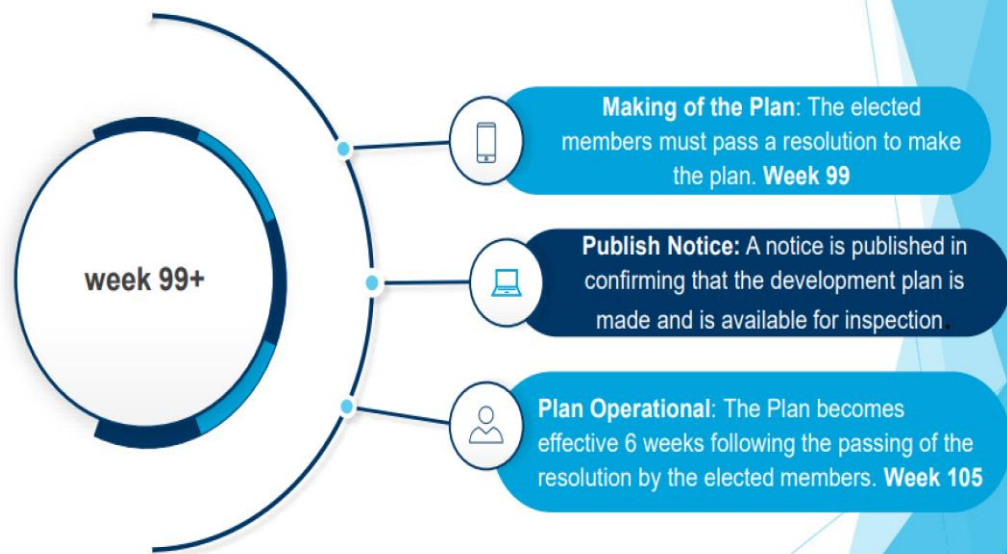 week 99+
Making of the Plan: The elected
members must pass a resolution to make
the plan. Week 99
Publish Notice: A notice is published in
confirming that the development plan is
made and is available for inspection.
Plan Operational: The Plan becomes
effective 6 weeks following the passing of the
resolution by the elected members. Week 105